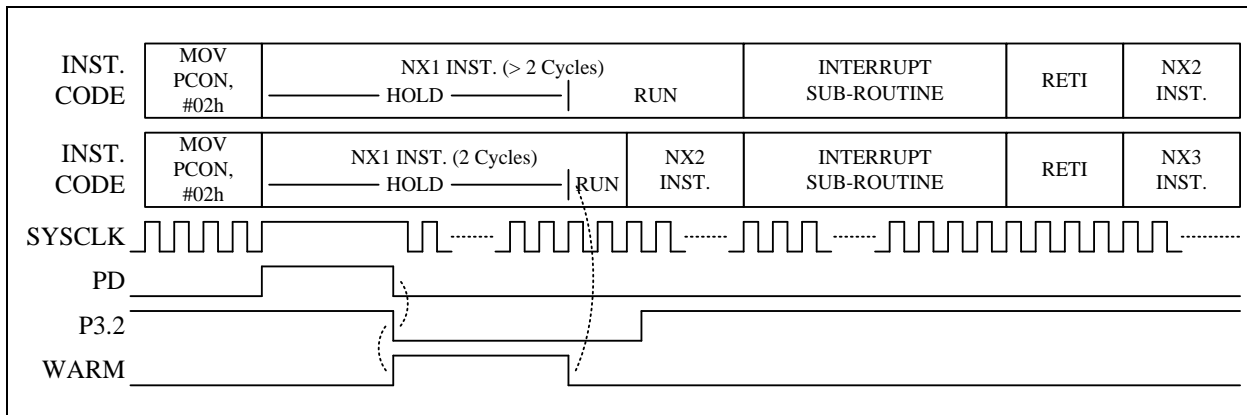 INST. CODE
MOV PCON, #02h
NX1 INST. (> 2 Cycles)
HOLD
RUN
INTERRUPT SUB-ROUTINE
RETI
NX2 INST.
INST. CODE
MOV PCON, #02h
NX1 INST. (2 Cycles)
HOLD
RUN
NX2 INST.
INTERRUPT SUB-ROUTINE
RETI
NX3 INST.
SYSCLK
PD
P3.2
WARM